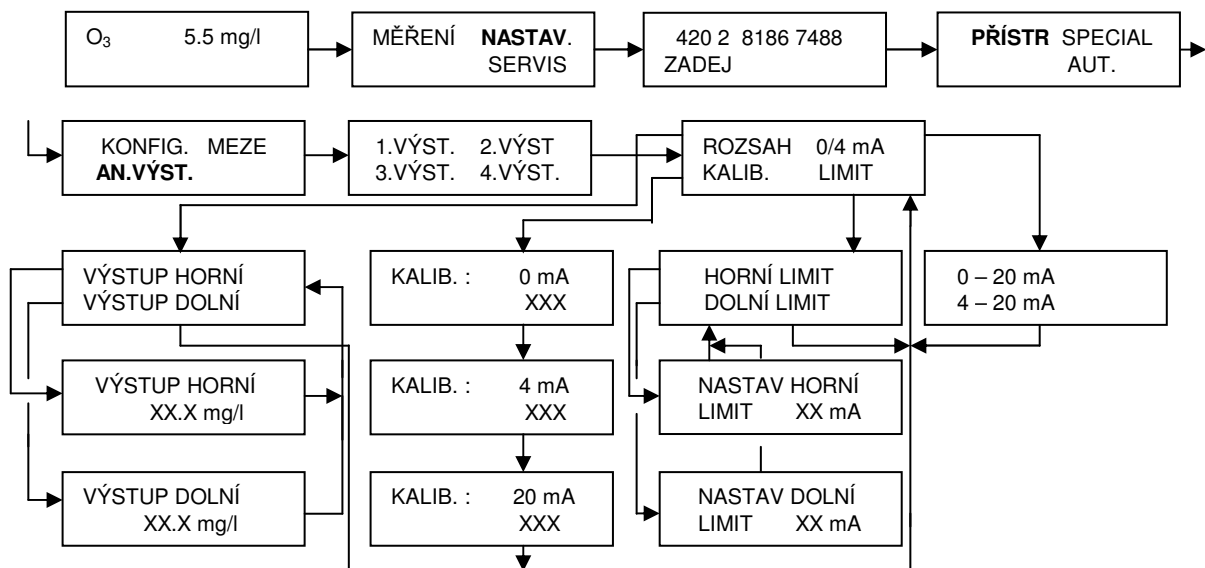 O₃ 5.5 mg/l
MĚŘENÍ NASTAV.
SERVIS
420 2 8186 7488
ZADEJ
PŘÍSTR SPECIAL
AUT.
KONFIG. MEZE
AN.VÝST.
1.VÝST. 2.VÝST
3.VÝST. 4.VÝST.
ROZSAH 0/4 mA
KALIB. LIMIT
VÝSTUP HORNÍ
VÝSTUP DOLNÍ
KALIB. : 0 mA
XXX
HORNÍ LIMIT
DOLNÍ LIMIT
0 – 20 mA
4 – 20 mA
VÝSTUP HORNÍ
XX.X mg/l
KALIB. : 4 mA
XXX
NASTAV HORNÍ
LIMIT XX mA
VÝSTUP DOLNÍ
XX.X mg/l
KALIB. : 20 mA
XXX
NASTAV DOLNÍ
LIMIT XX mA